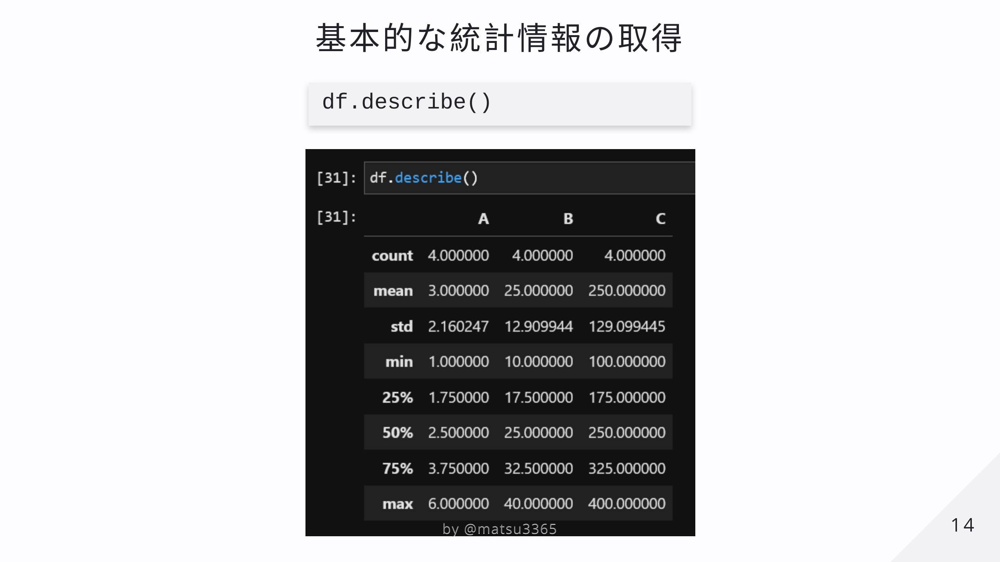 基本的な統計情報の取得
df.describe()
[31]: df.describe()
[31]: A B C
count 4.000000 4.000000 4.000000
mean 3.000000 25.000000 250.000000
std 2.160247 12.909944 129.099445
min 1.000000 10.000000 100.000000
25% 1.750000 17.500000 175.000000
50% 2.500000 25.000000 250.000000
75% 3.750000 32.500000 325.000000
max 6.000000 40.000000 400.000000
by @matsu3365
14